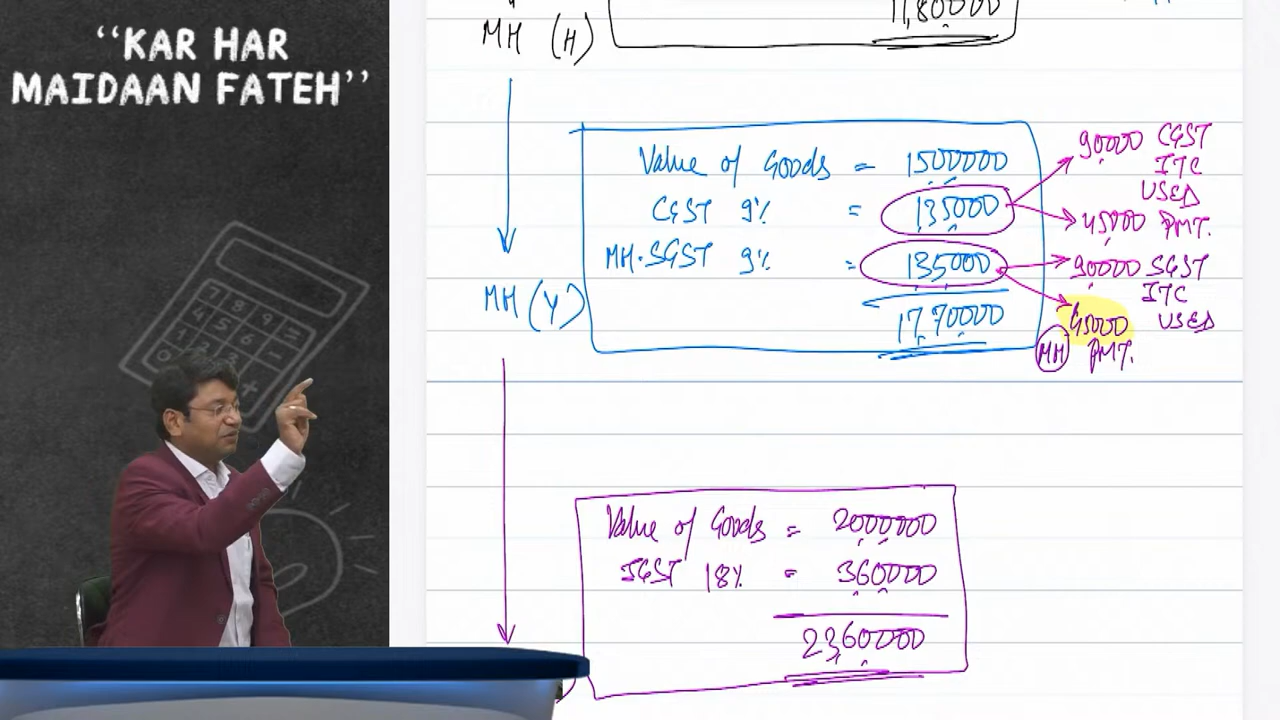 “KAR HAR
MAIDAAN FATEH”
11,80000
MH (H)
Value of Goods = 1500000
CGST 9% = 135000
MH.SGST 9% = 135000
17,70000
MH (Y)
90000 CGST
ITC
USED
45000 PMT.
90000 SGST
ITC
USED
45000
MH PMT.
Value of Goods = 2000000
IGST 18% = 360000
2360000